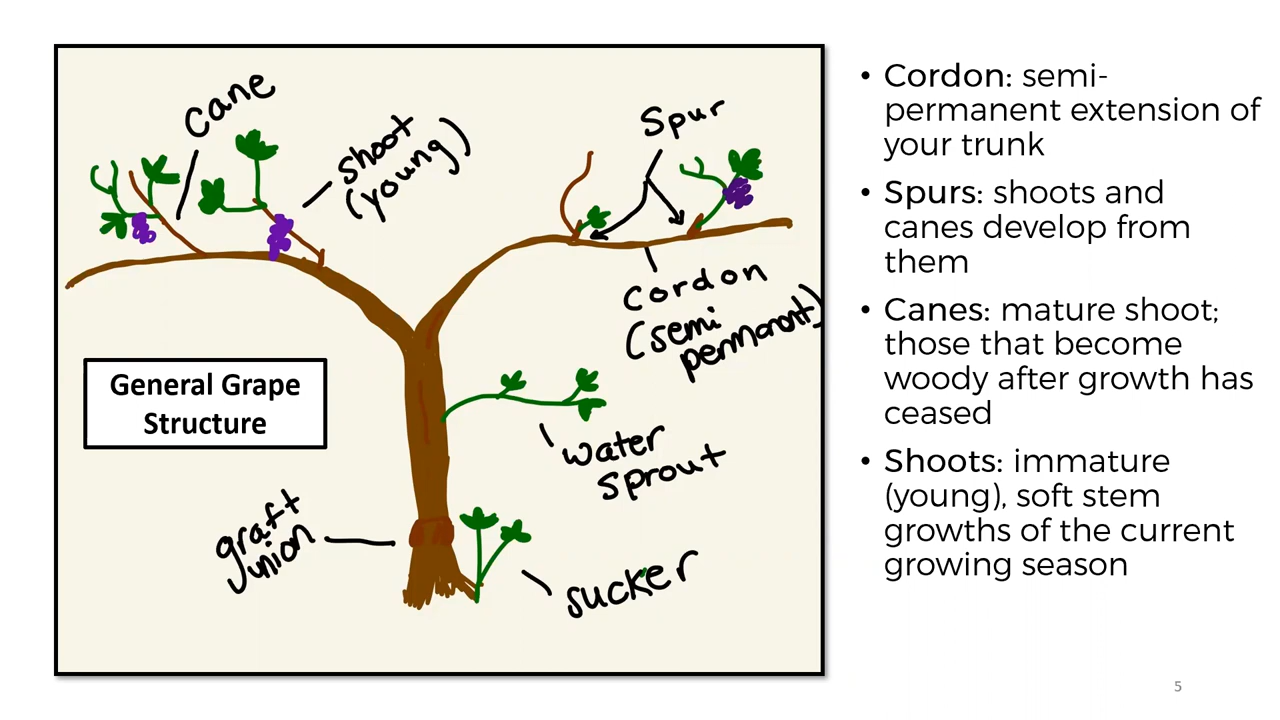 cane
shoot
(young)
Spur
Cordon
(semi
permanent)
General Grape
Structure
water
sprout
graft
union
sucker
• Cordon: semi-
permanent extension of
your trunk
• Spurs: shoots and
canes develop from
them
• Canes: mature shoot;
those that become
woody after growth has
ceased
• Shoots: immature
(young), soft stem
growths of the current
growing season
5